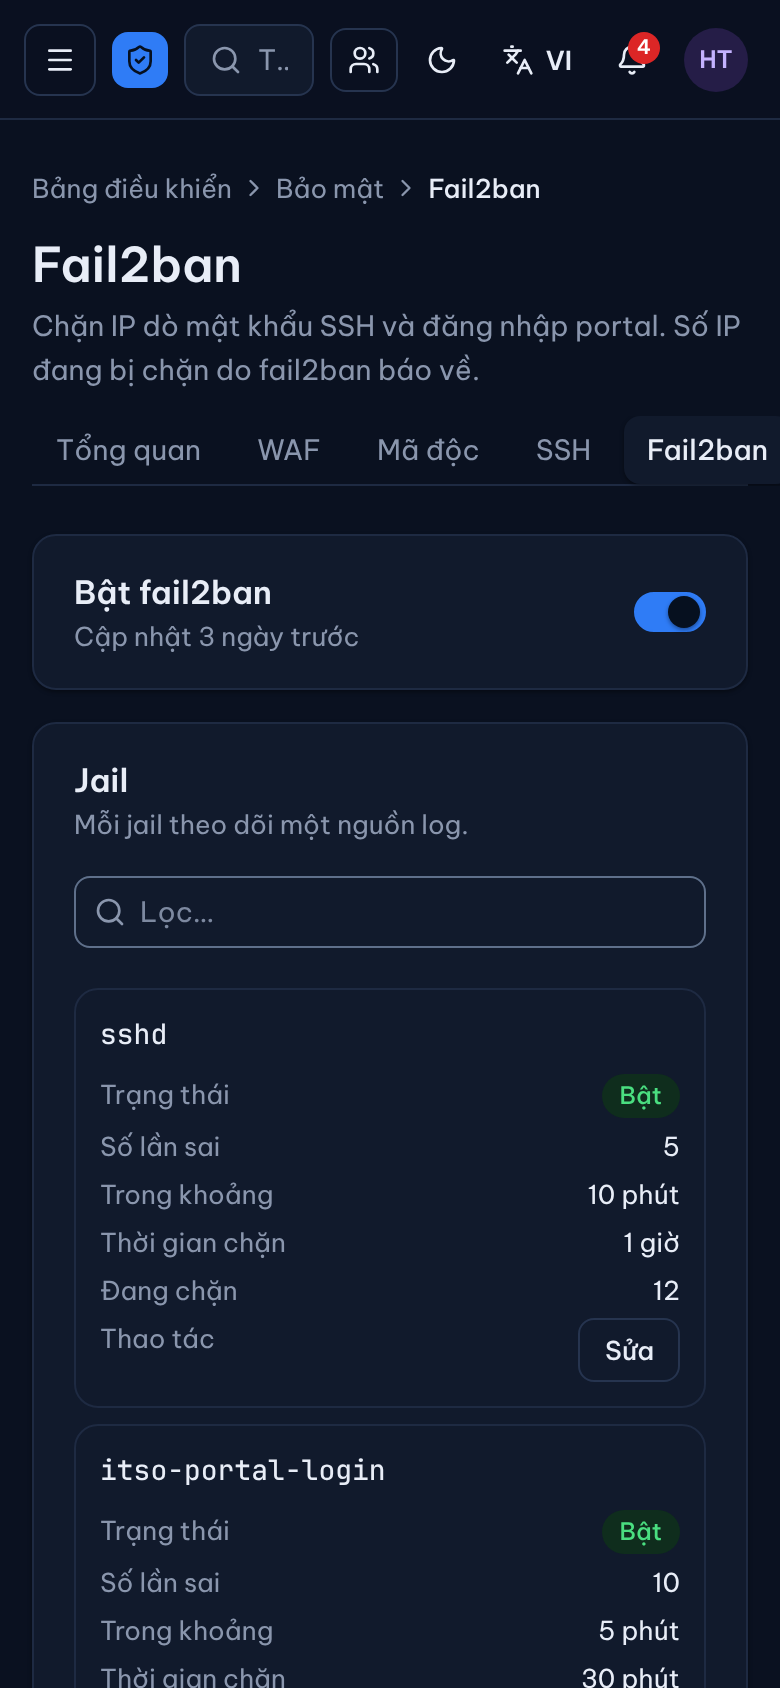 T..
VI
4
HT
Bảng điều khiển > Bảo mật > Fail2ban
Fail2ban
Chặn IP dò mật khẩu SSH và đăng nhập portal. Số IP
đang bị chặn do fail2ban báo về.
Tổng quan WAF Mã độc SSH Fail2ban
Bật fail2ban
Cập nhật 3 ngày trước
Jail
Mỗi jail theo dõi một nguồn log.
Lọc...
sshd
Trạng thái Bật
Số lần sai 5
Trong khoảng 10 phút
Thời gian chặn 1 giờ
Đang chặn 12
Thao tác Sửa
itso-portal-login
Trạng thái Bật
Số lần sai 10
Trong khoảng 5 phút
Thời gian chặn 30 phút